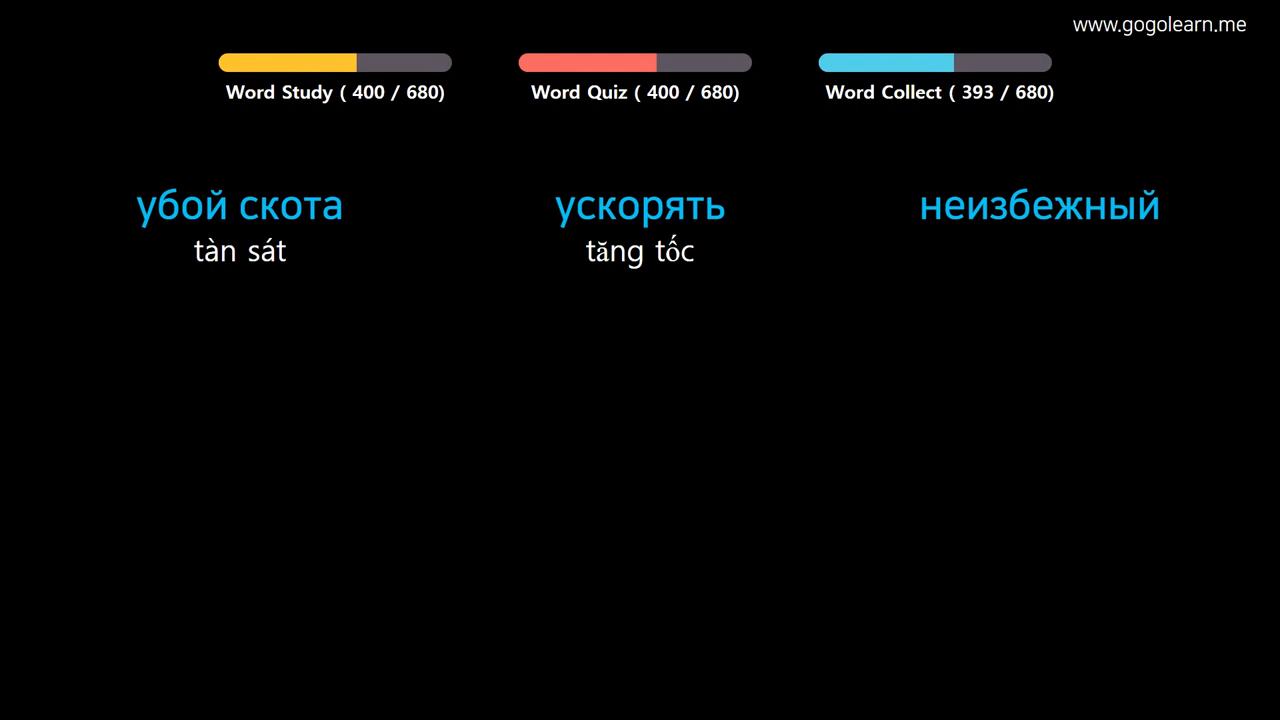 www.gogolearn.me
Word Study ( 400 / 680)
Word Quiz ( 400 / 680)
Word Collect ( 393 / 680)
убой скота
tàn sát
ускорять
tăng tốc
неизбежный